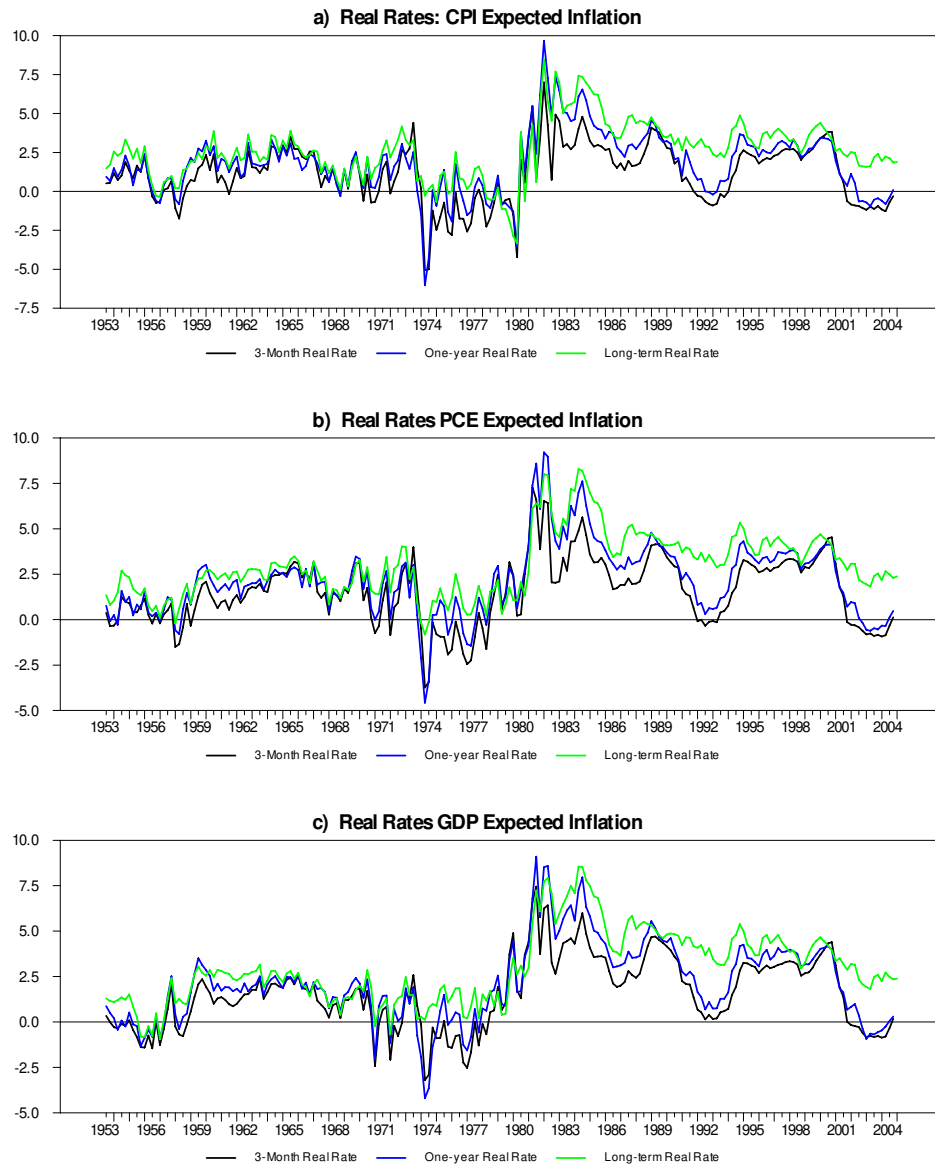 a) Real Rates: CPI Expected Inflation
10.0
7.5
5.0
2.5
0.0
-2.5
-5.0
-7.5
1953 1956 1959 1962 1965 1968 1971 1974 1977 1980 1983 1986 1989 1992 1995 1998 2001 2004
3-Month Real Rate One-year Real Rate Long-term Real Rate
b) Real Rates PCE Expected Inflation
10.0
7.5
5.0
2.5
0.0
-2.5
-5.0
1953 1956 1959 1962 1965 1968 1971 1974 1977 1980 1983 1986 1989 1992 1995 1998 2001 2004
3-Month Real Rate One-year Real Rate Long-term Real Rate
c) Real Rates GDP Expected Inflation
10.0
7.5
5.0
2.5
0.0
-2.5
-5.0
1953 1956 1959 1962 1965 1968 1971 1974 1977 1980 1983 1986 1989 1992 1995 1998 2001 2004
3-Month Real Rate One-year Real Rate Long-term Real Rate